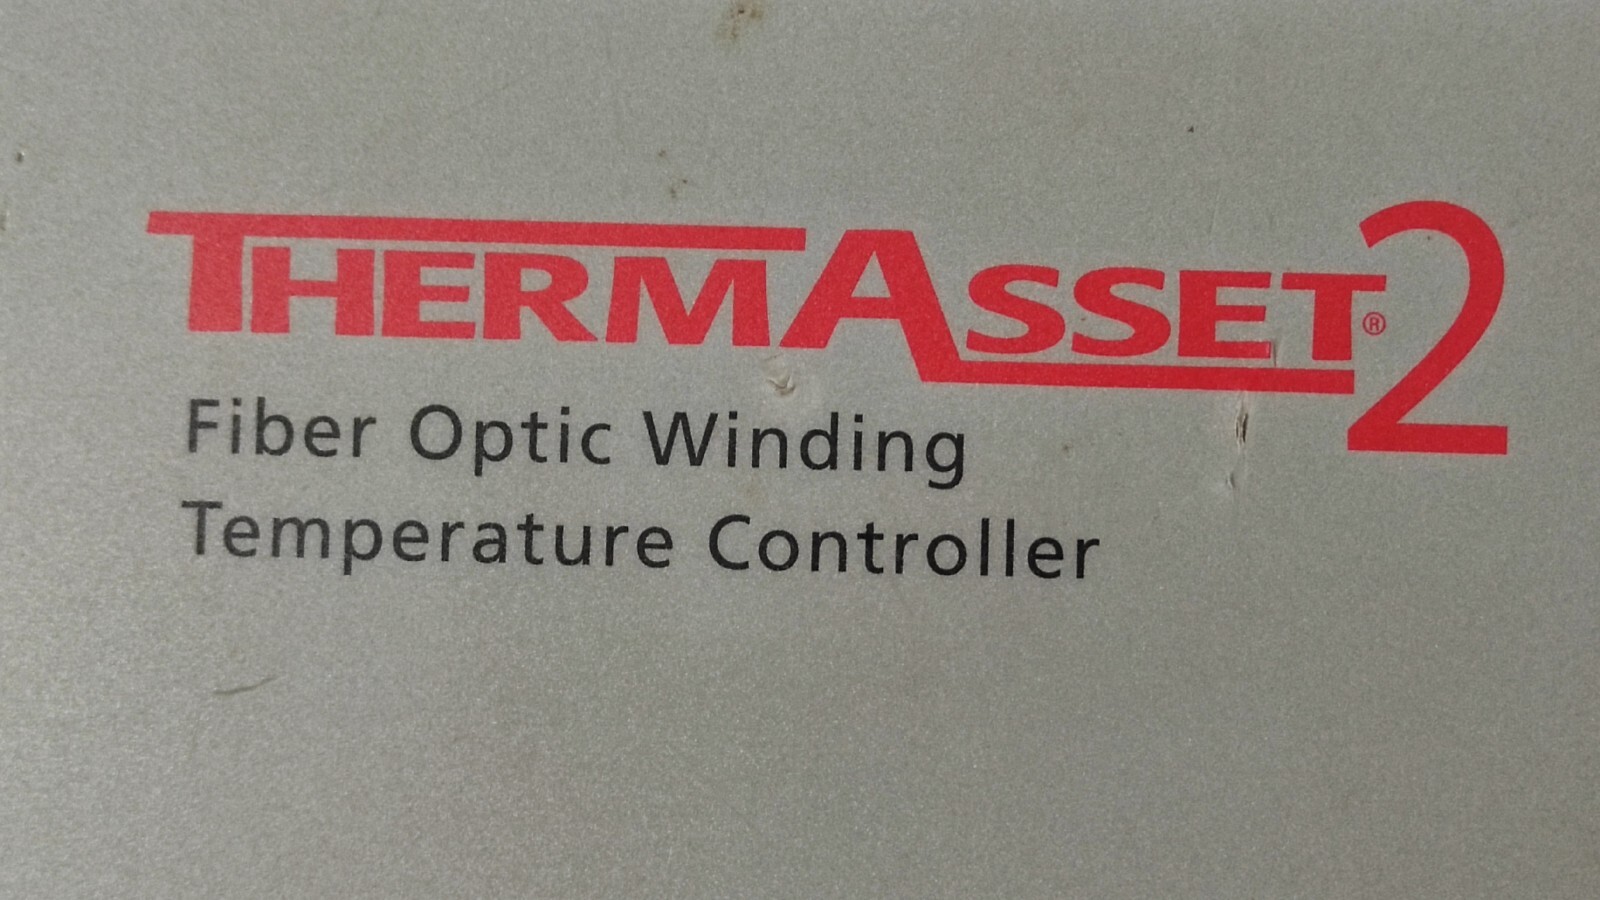 THERMASSET®2
Fiber Optic Winding
Temperature Controller